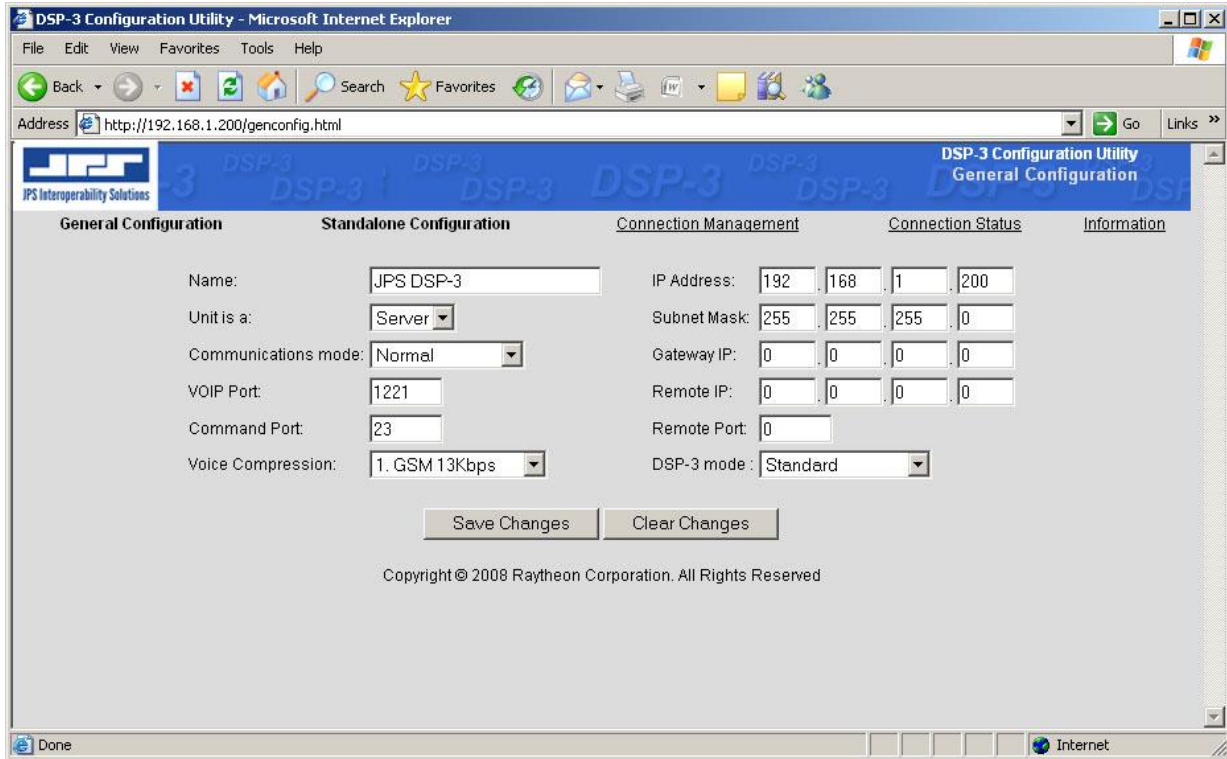 DSP-3 Configuration Utility - Microsoft Internet Explorer
File Edit View Favorites Tools Help
Back Search Favorites
Address http://192.168.1.200/genconfig.html Go Links »
JPS
JPS Interoperability Solutions
DSP-3 Configuration Utility
General Configuration
General Configuration Standalone Configuration Connection Management Connection Status Information
Name: JPS DSP-3 IP Address: 192 . 168 . 1 . 200
Unit is a: Server Subnet Mask: 255 . 255 . 255 . 0
Communications mode: Normal Gateway IP: 0 . 0 . 0 . 0
VOIP Port: 1221 Remote IP: 0 . 0 . 0 . 0
Command Port: 23 Remote Port: 0
Voice Compression: 1. GSM 13Kbps DSP-3 mode : Standard
Save Changes Clear Changes
Copyright © 2008 Raytheon Corporation. All Rights Reserved
Done Internet